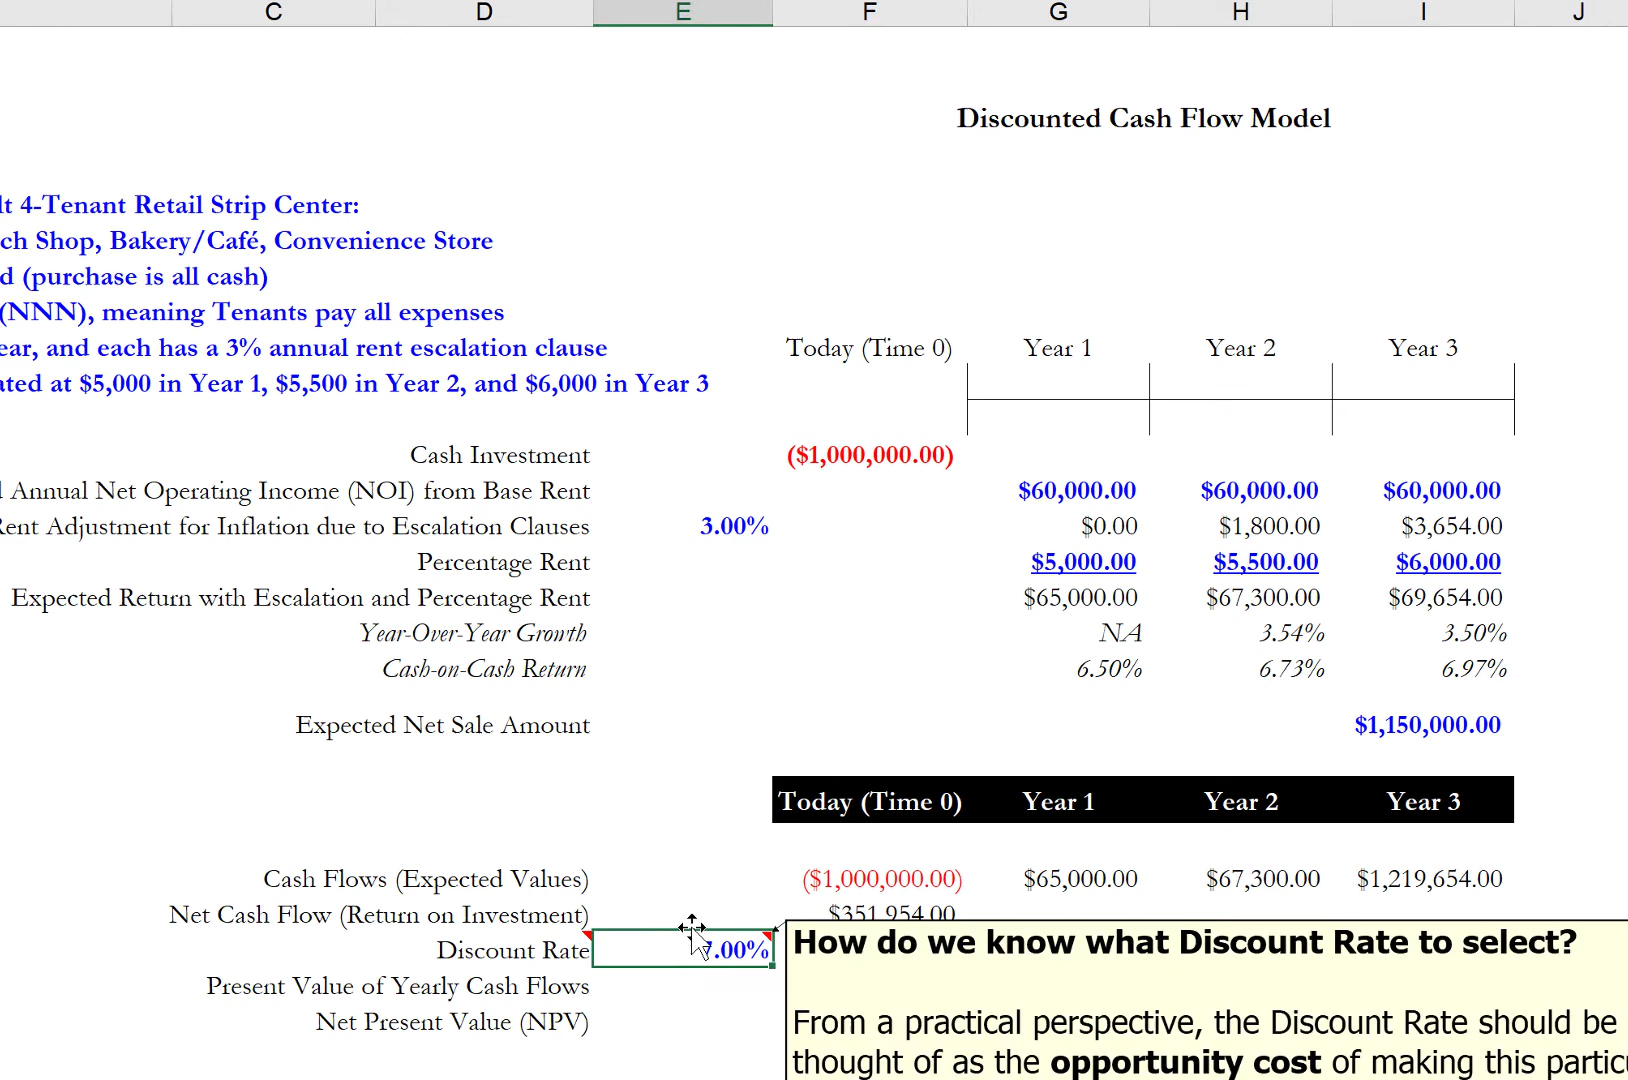 C D E F G H I J
Discounted Cash Flow Model
lt 4-Tenant Retail Strip Center:
ch Shop, Bakery/Café, Convenience Store
d (purchase is all cash)
(NNN), meaning Tenants pay all expenses
ear, and each has a 3% annual rent escalation clause
Today (Time 0) Year 1 Year 2 Year 3
ated at $5,000 in Year 1, $5,500 in Year 2, and $6,000 in Year 3
Cash Investment ($1,000,000.00)
l Annual Net Operating Income (NOI) from Base Rent $60,000.00 $60,000.00 $60,000.00
Rent Adjustment for Inflation due to Escalation Clauses 3.00% $0.00 $1,800.00 $3,654.00
Percentage Rent $5,000.00 $5,500.00 $6,000.00
Expected Return with Escalation and Percentage Rent $65,000.00 $67,300.00 $69,654.00
Year-Over-Year Growth NA 3.54% 3.50%
Cash-on-Cash Return 6.50% 6.73% 6.97%
Expected Net Sale Amount $1,150,000.00
Today (Time 0) Year 1 Year 2 Year 3
Cash Flows (Expected Values) ($1,000,000.00) $65,000.00 $67,300.00 $1,219,654.00
Net Cash Flow (Return on Investment) $351,954.00
Discount Rate 7.00%
Present Value of Yearly Cash Flows
Net Present Value (NPV)
How do we know what Discount Rate to select?
From a practical perspective, the Discount Rate should be
thought of as the opportunity cost of making this particu